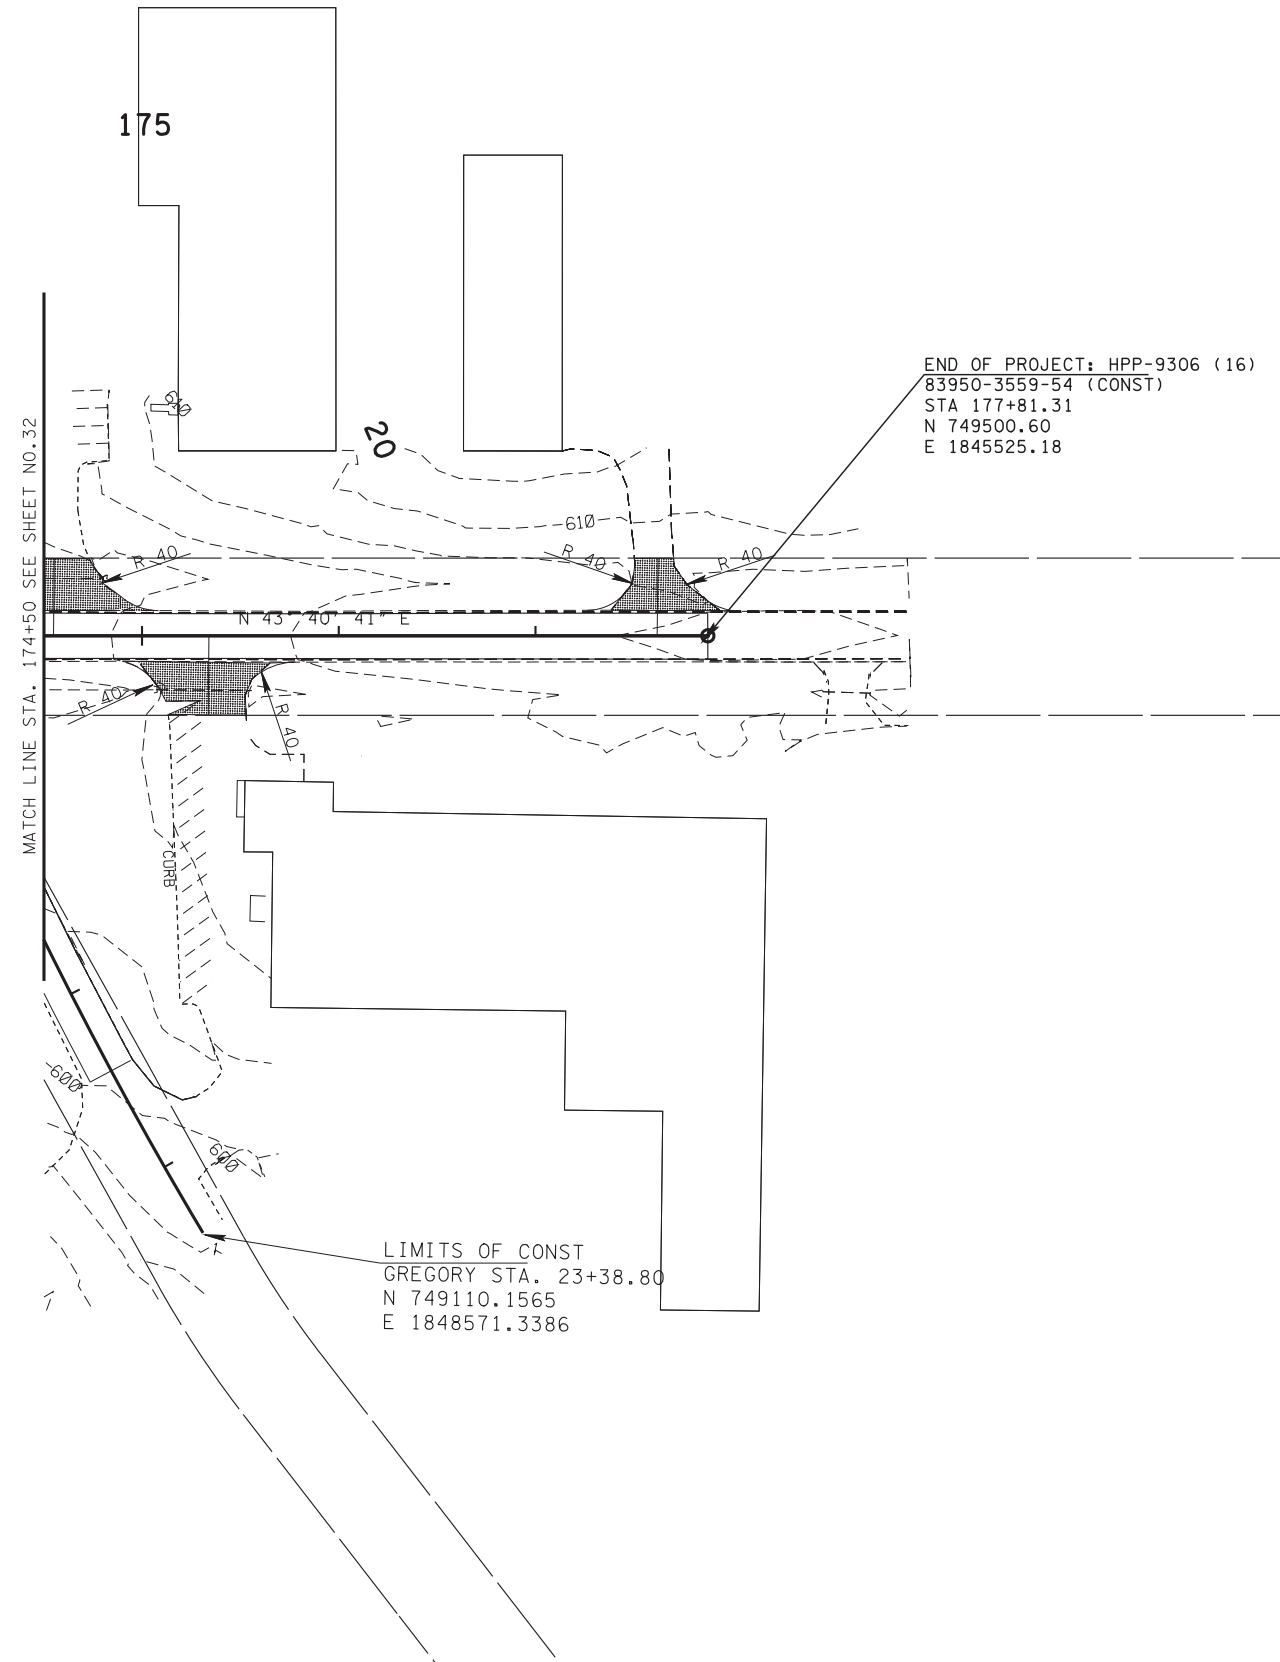 175
END OF PROJECT: HPP-9306 (16)
83950-3559-54 (CONST)
STA 177+81.31
N 749500.60
E 1845525.18
610
20
MATCH LINE STA. 174+50 SEE SHEET NO.32
610
R 40
R 40
R 40
N 43° 40' 41" E
R 40
R 40
CURB
600
600
LIMITS OF CONST
GREGORY STA. 23+38.80
N 749110.1565
E 1848571.3386